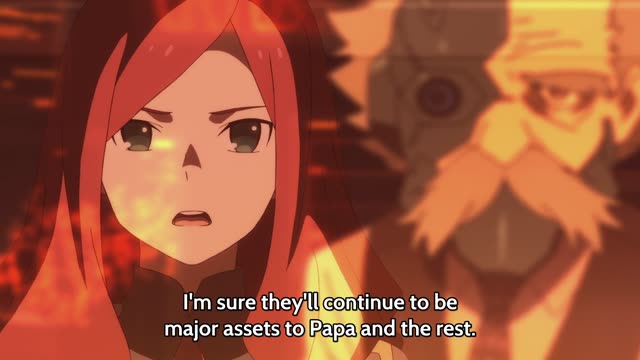 I'm sure they'll continue to be
major assets to Papa and the rest.